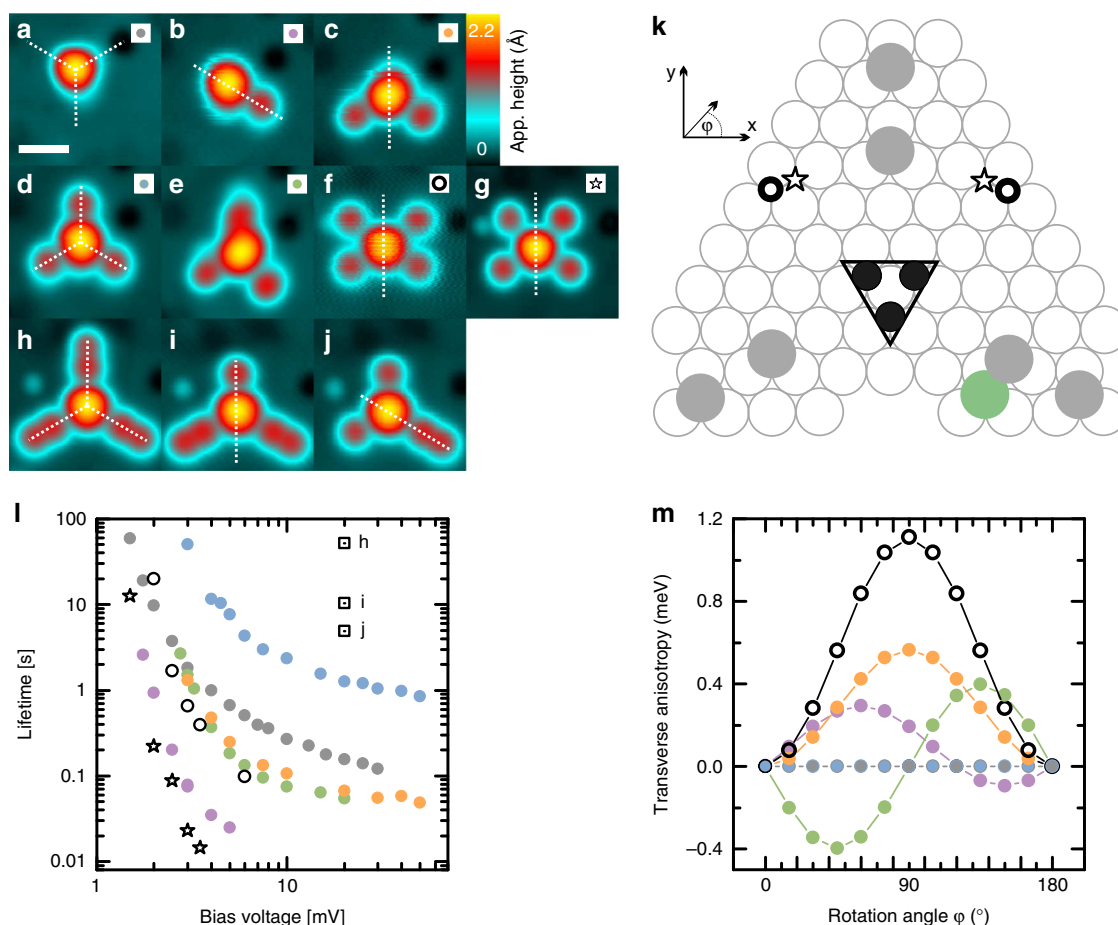 a
b
c
2.2
App. height (Å)
0
d
e
f
g
h
i
j
k
y
φ
x
l
100
10
1
0.1
0.01
Lifetime [s]
h
i
j
1
10
Bias voltage [mV]
m
1.2
0.8
0.4
0.0
−0.4
Transverse anisotropy (meV)
0
90
180
Rotation angle φ (°)